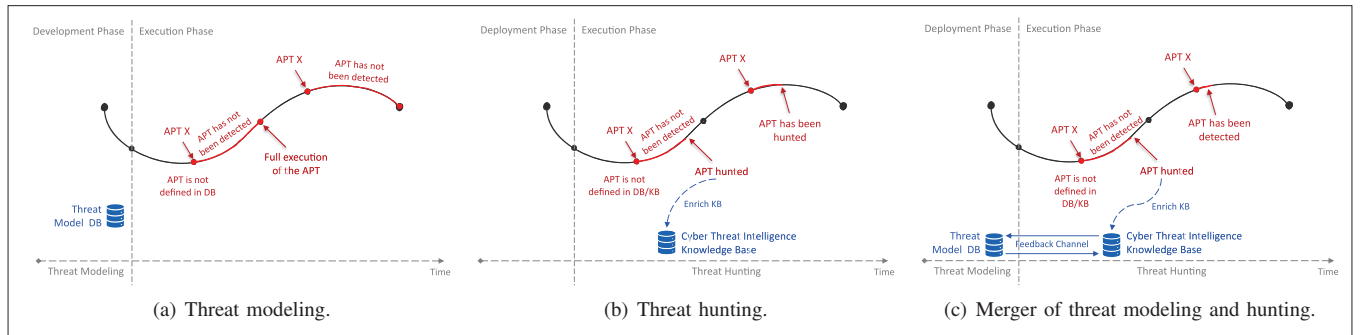 Development Phase
Execution Phase
APT X
APT has not
been detected
APT X
APT has not
been detected
Full execution
of the APT
APT is not
defined in DB
Threat
Model DB
Threat Modeling
Time
(a) Threat modeling.
Deployment Phase
Execution Phase
APT X
APT has been
hunted
APT X
APT has not
been detected
APT hunted
APT is not
defined in DB/KB
Enrich KB
Cyber Threat Intelligence
Knowledge Base
Threat Hunting
Time
(b) Threat hunting.
Deployment Phase
Execution Phase
APT X
APT has been
detected
APT X
APT has not
been detected
APT hunted
APT is not
defined in
DB/KB
Enrich KB
Threat
Model DB
Feedback Channel
Cyber Threat Intelligence
Knowledge Base
Threat Modeling
Threat Hunting
Time
(c) Merger of threat modeling and hunting.